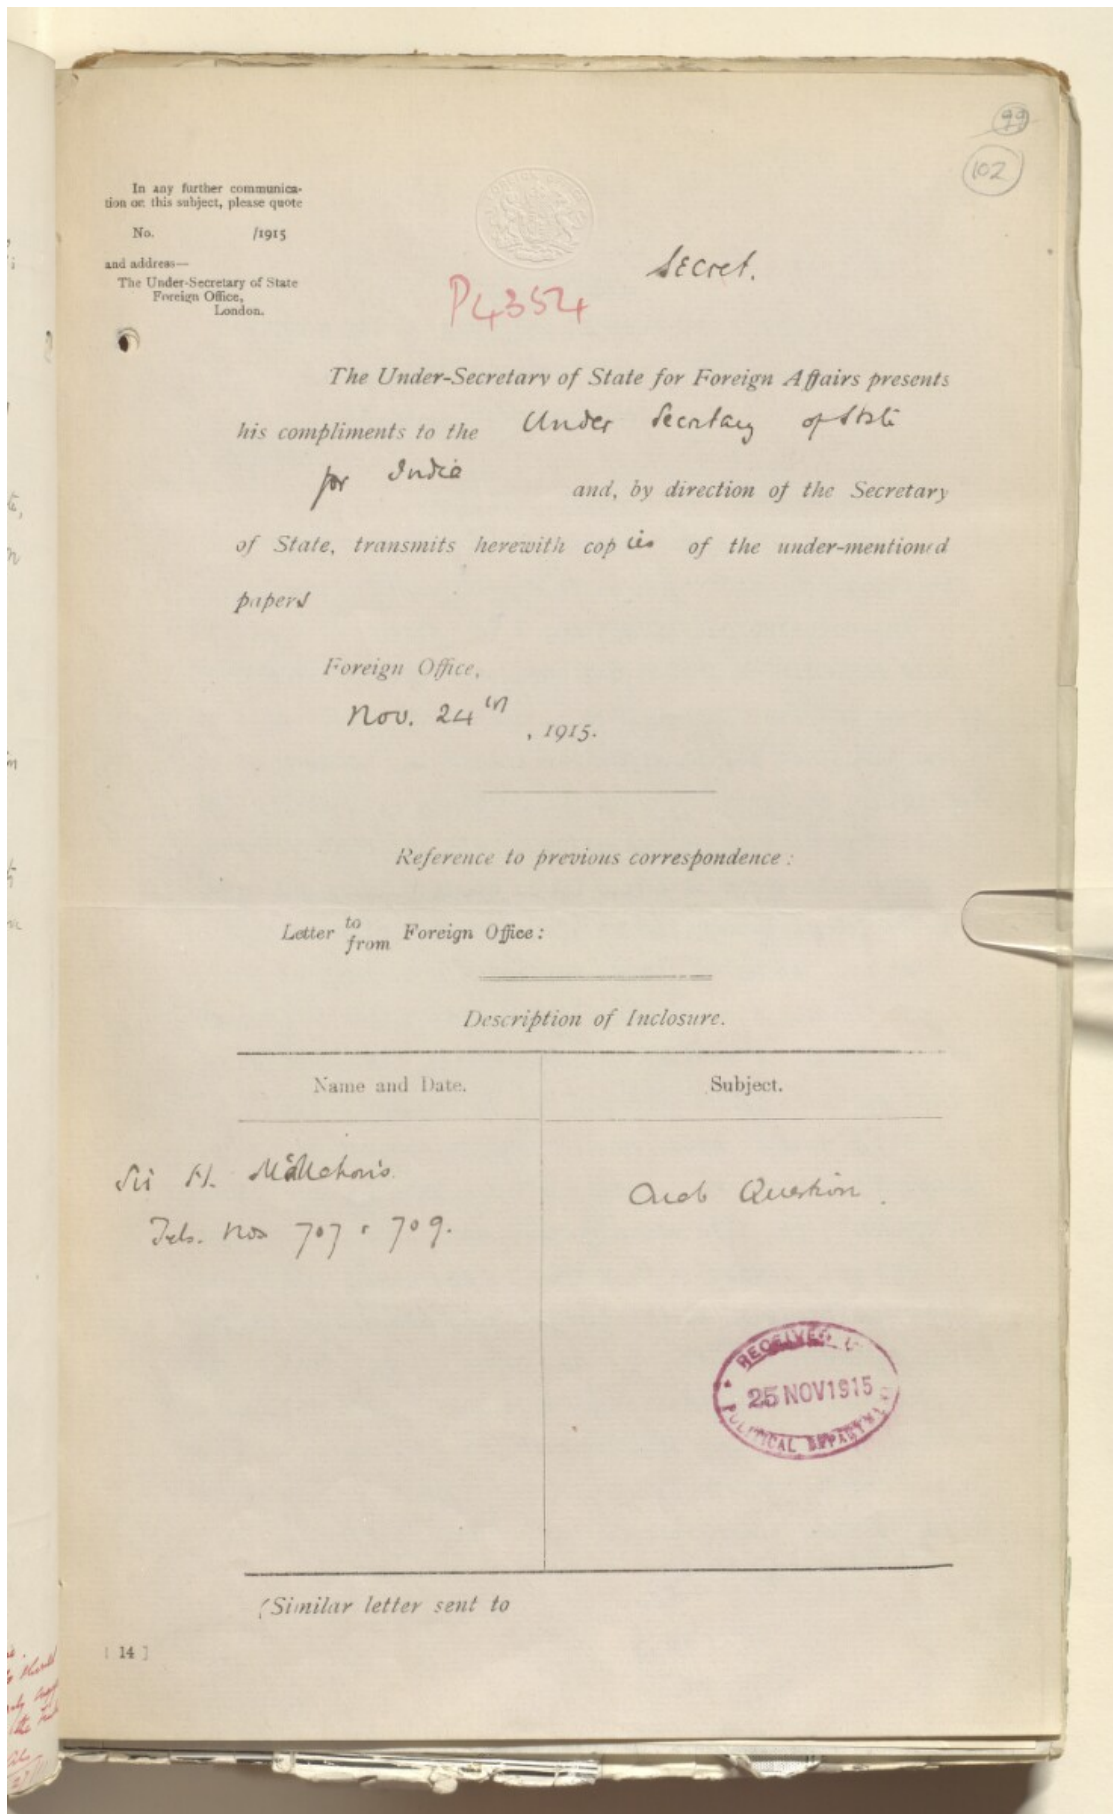 99
102
In any further communica-
tion on this subject, please quote
No. /1915
and address—
The Under-Secretary of State
Foreign Office,
London.
Secret.
P4354
The Under-Secretary of State for Foreign Affairs presents
his compliments to the Under Secretary of State
for India and, by direction of the Secretary
of State, transmits herewith copies of the under-mentioned
papers
Foreign Office,
Nov. 24th, 1915.
Reference to previous correspondence:
Letter to from Foreign Office:
Description of Inclosure.
Name and Date. Subject.
Sir H. McMahon's Arab Question.
Tels. Nos 707 & 709.
RECEIVED
25 NOV 1915
POLITICAL DEPARTMENT
(Similar letter sent to
[ 14 ]